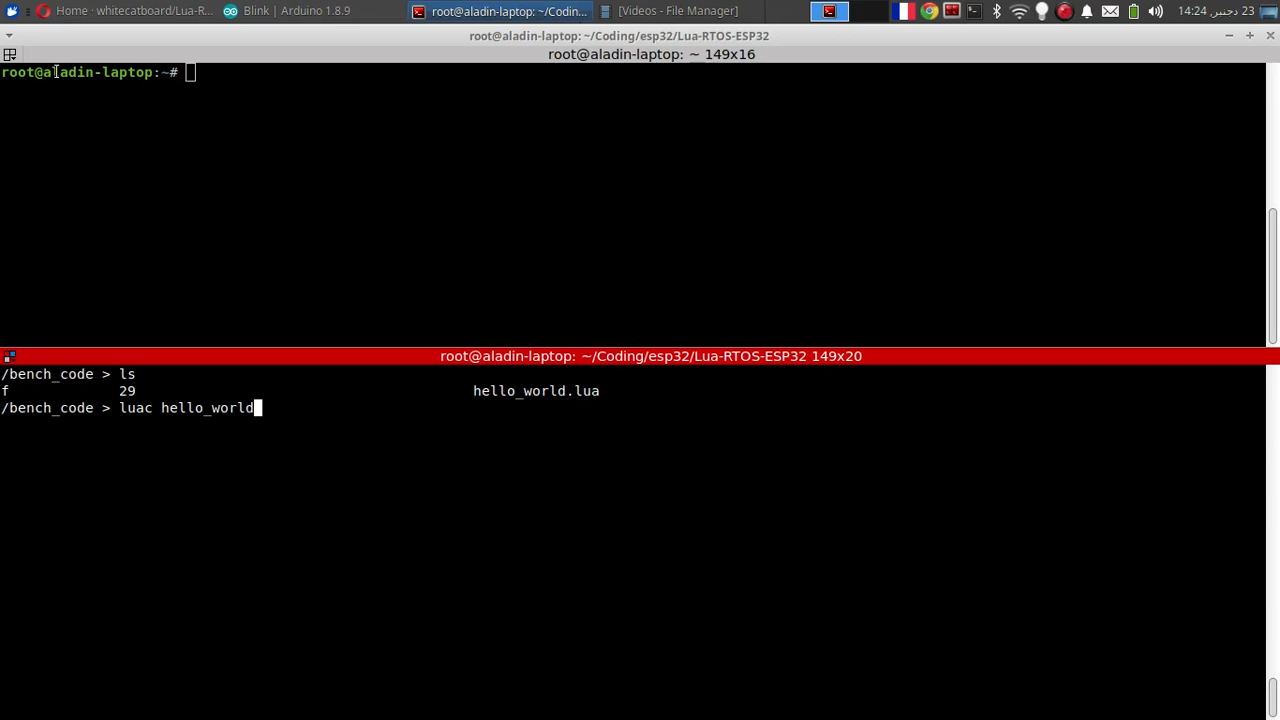 Home · whitecatboard/Lua-R... Blink | Arduino 1.8.9 root@aladin-laptop: ~/Codin... [Videos - File Manager] 14:24 23 دجنبر,
root@aladin-laptop: ~/Coding/esp32/Lua-RTOS-ESP32
root@aladin-laptop: ~ 149x16
root@aladin-laptop:~#
root@aladin-laptop: ~/Coding/esp32/Lua-RTOS-ESP32 149x20
/bench_code > ls
f 29 hello_world.lua
/bench_code > luac hello_world